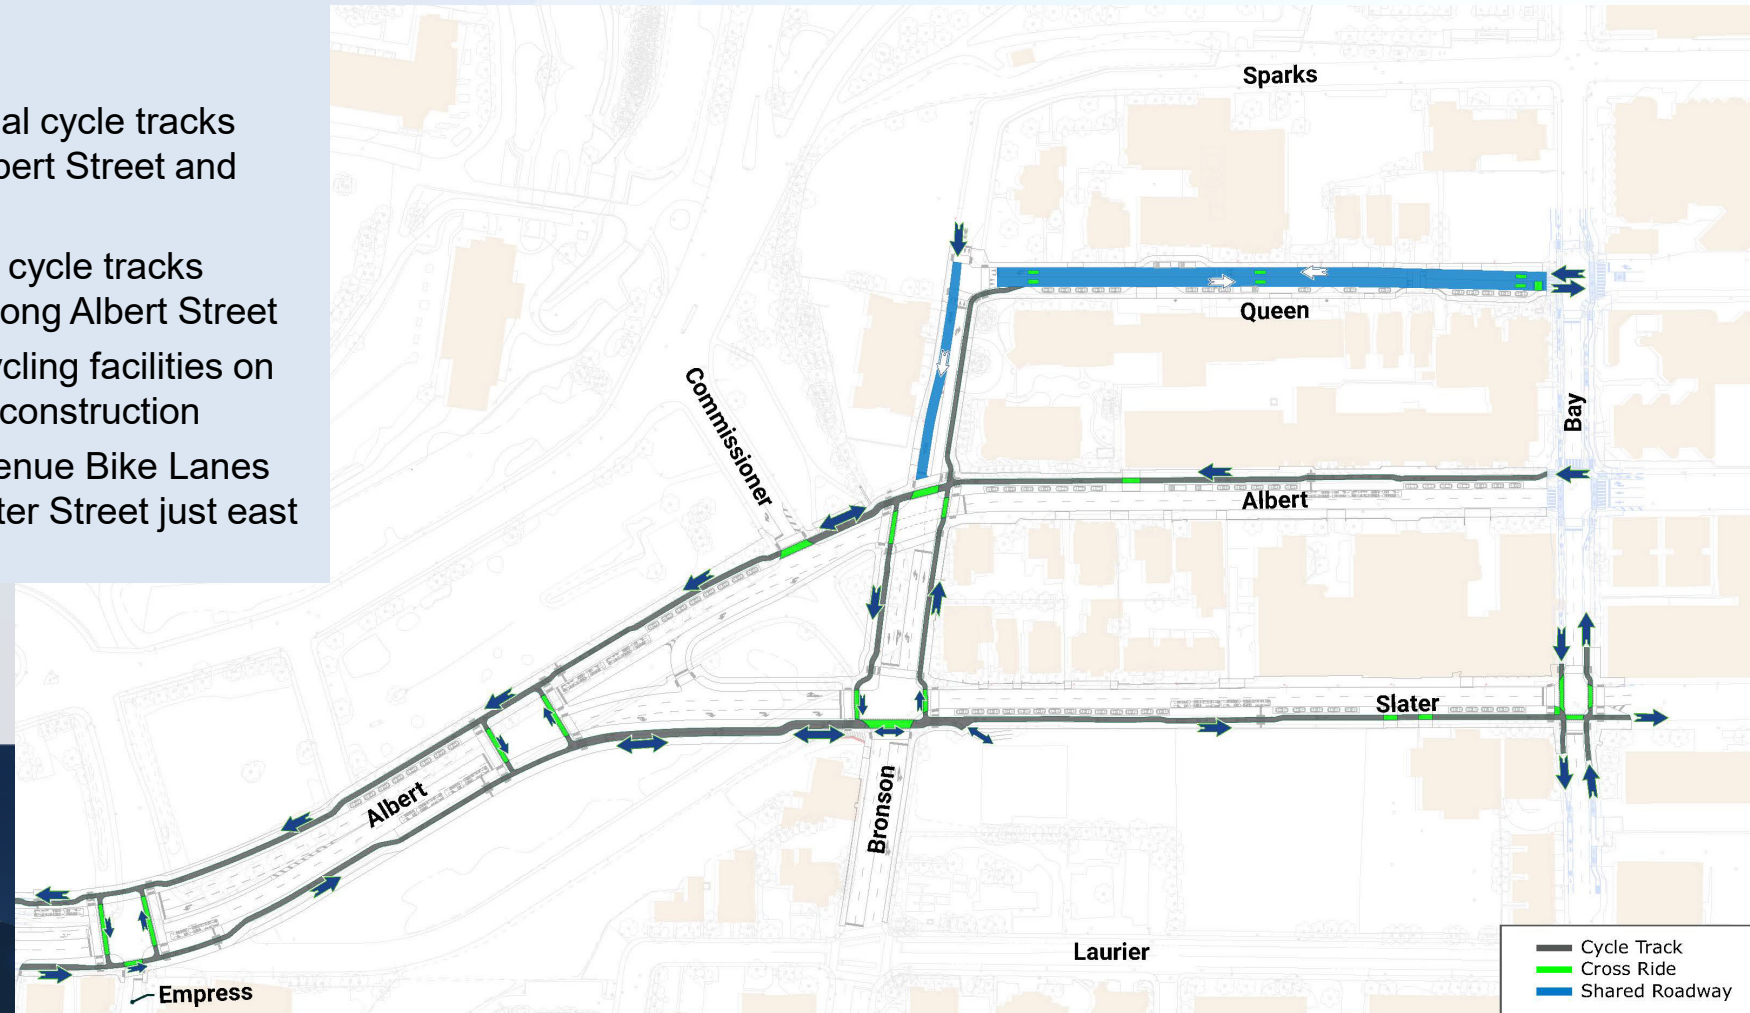 al cycle tracks
bert Street and
cycle tracks
ong Albert Street
ycling facilities on
construction
enue Bike Lanes
ter Street just east
Sparks
Queen
Commissioner
Bay
Albert
Slater
Albert
Bronson
Laurier
Empress
Cycle Track
Cross Ride
Shared Roadway